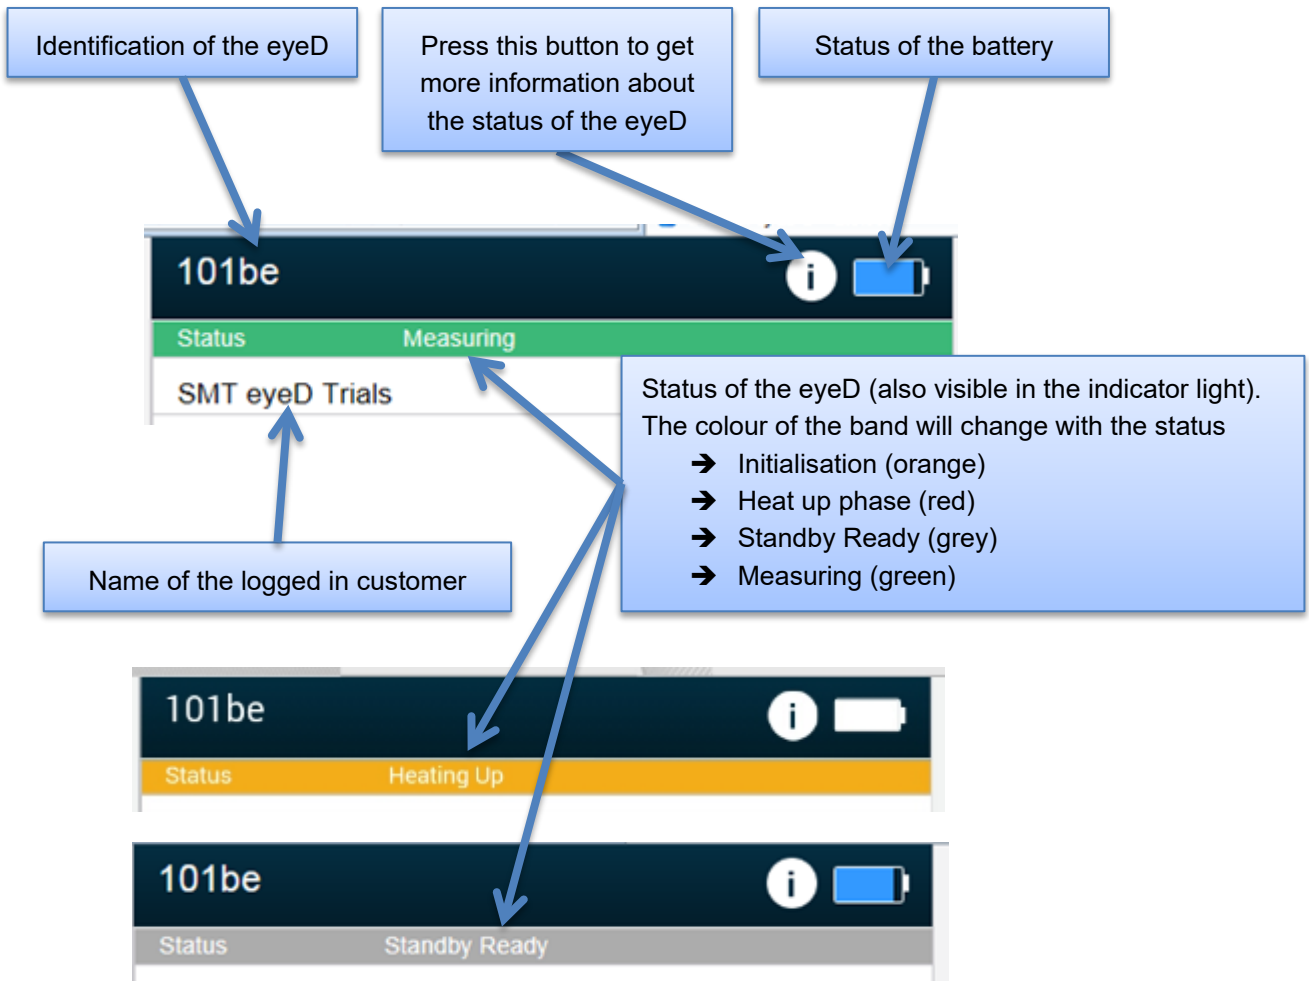 Identification of the eyeD
Press this button to get
more information about
the status of the eyeD
Status of the battery
101be
i
Status Measuring
SMT eyeD Trials
Status of the eyeD (also visible in the indicator light).
The colour of the band will change with the status
➔ Initialisation (orange)
➔ Heat up phase (red)
➔ Standby Ready (grey)
➔ Measuring (green)
Name of the logged in customer
101be
i
Status Heating Up
101be
i
Status Standby Ready